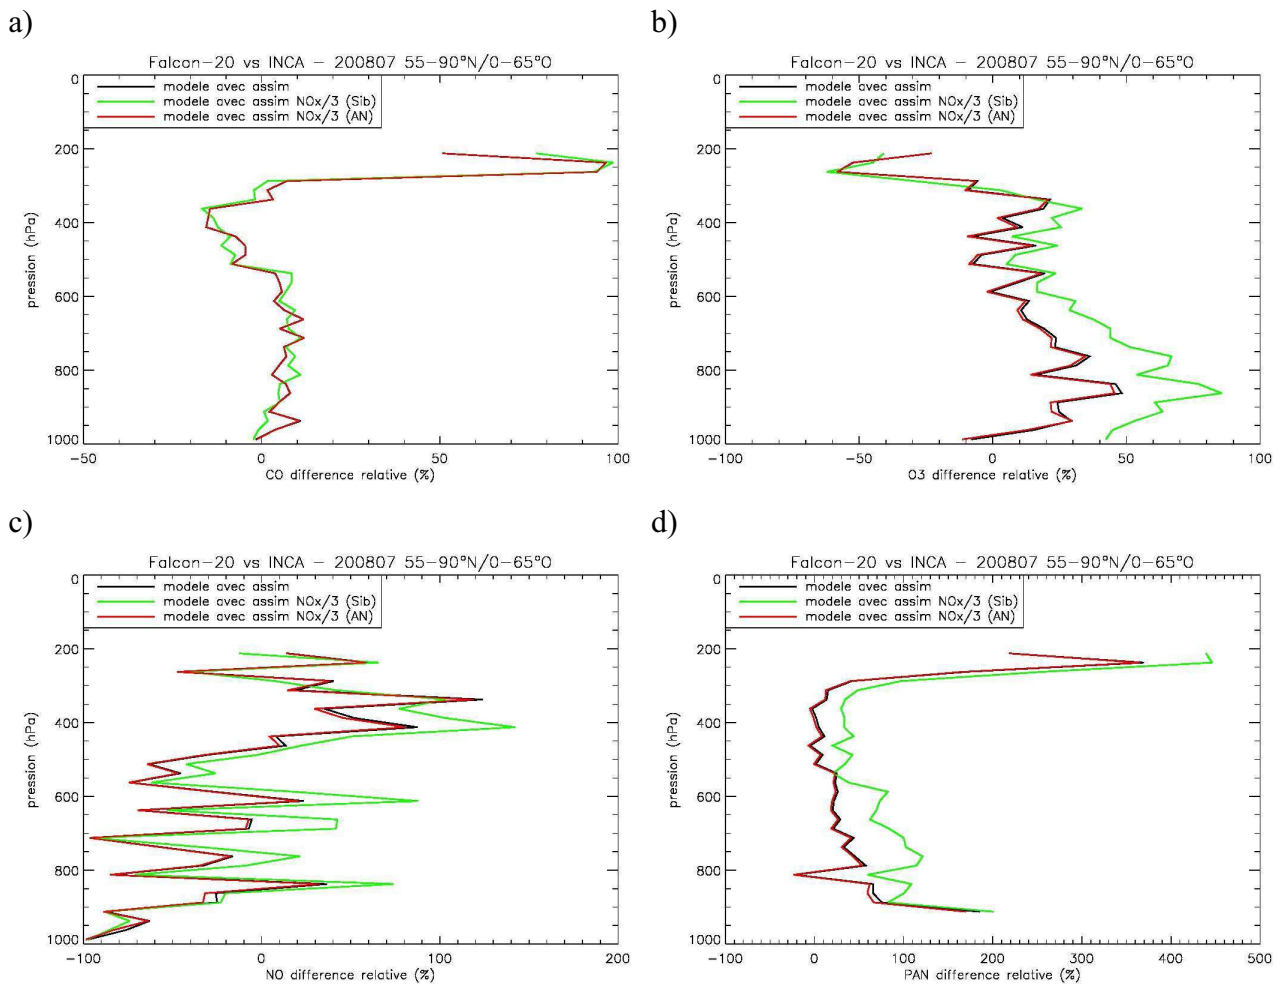 a)
Falcon-20 vs INCA - 200807 55-90°N/0-65°O
modele avec assim
modele avec assim NOx/3 (Sib)
modele avec assim NOx/3 (AN)
0
200
400
600
800
1000
pression (hPa)
-50 0 50 100
CO difference relative (%)
b)
Falcon-20 vs INCA - 200807 55-90°N/0-65°O
modele avec assim
modele avec assim NOx/3 (Sib)
modele avec assim NOx/3 (AN)
0
200
400
600
800
1000
pression (hPa)
-100 -50 0 50 100
O3 difference relative (%)
c)
Falcon-20 vs INCA - 200807 55-90°N/0-65°O
modele avec assim
modele avec assim NOx/3 (Sib)
modele avec assim NOx/3 (AN)
0
200
400
600
800
1000
pression (hPa)
-100 0 100 200
NO difference relative (%)
d)
Falcon-20 vs INCA - 200807 55-90°N/0-65°O
modele avec assim
modele avec assim NOx/3 (Sib)
modele avec assim NOx/3 (AN)
0
200
400
600
800
1000
pression (hPa)
-100 0 100 200 300 400 500
PAN difference relative (%)